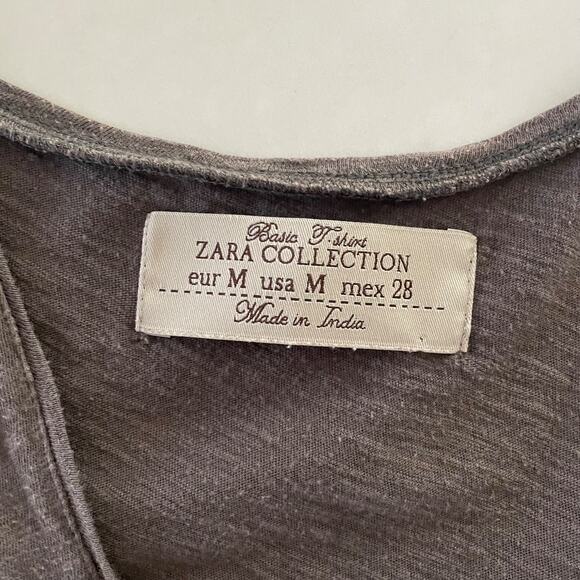 Basic T-shirt
ZARA COLLECTION
eur M usa M mex 28
Made in India